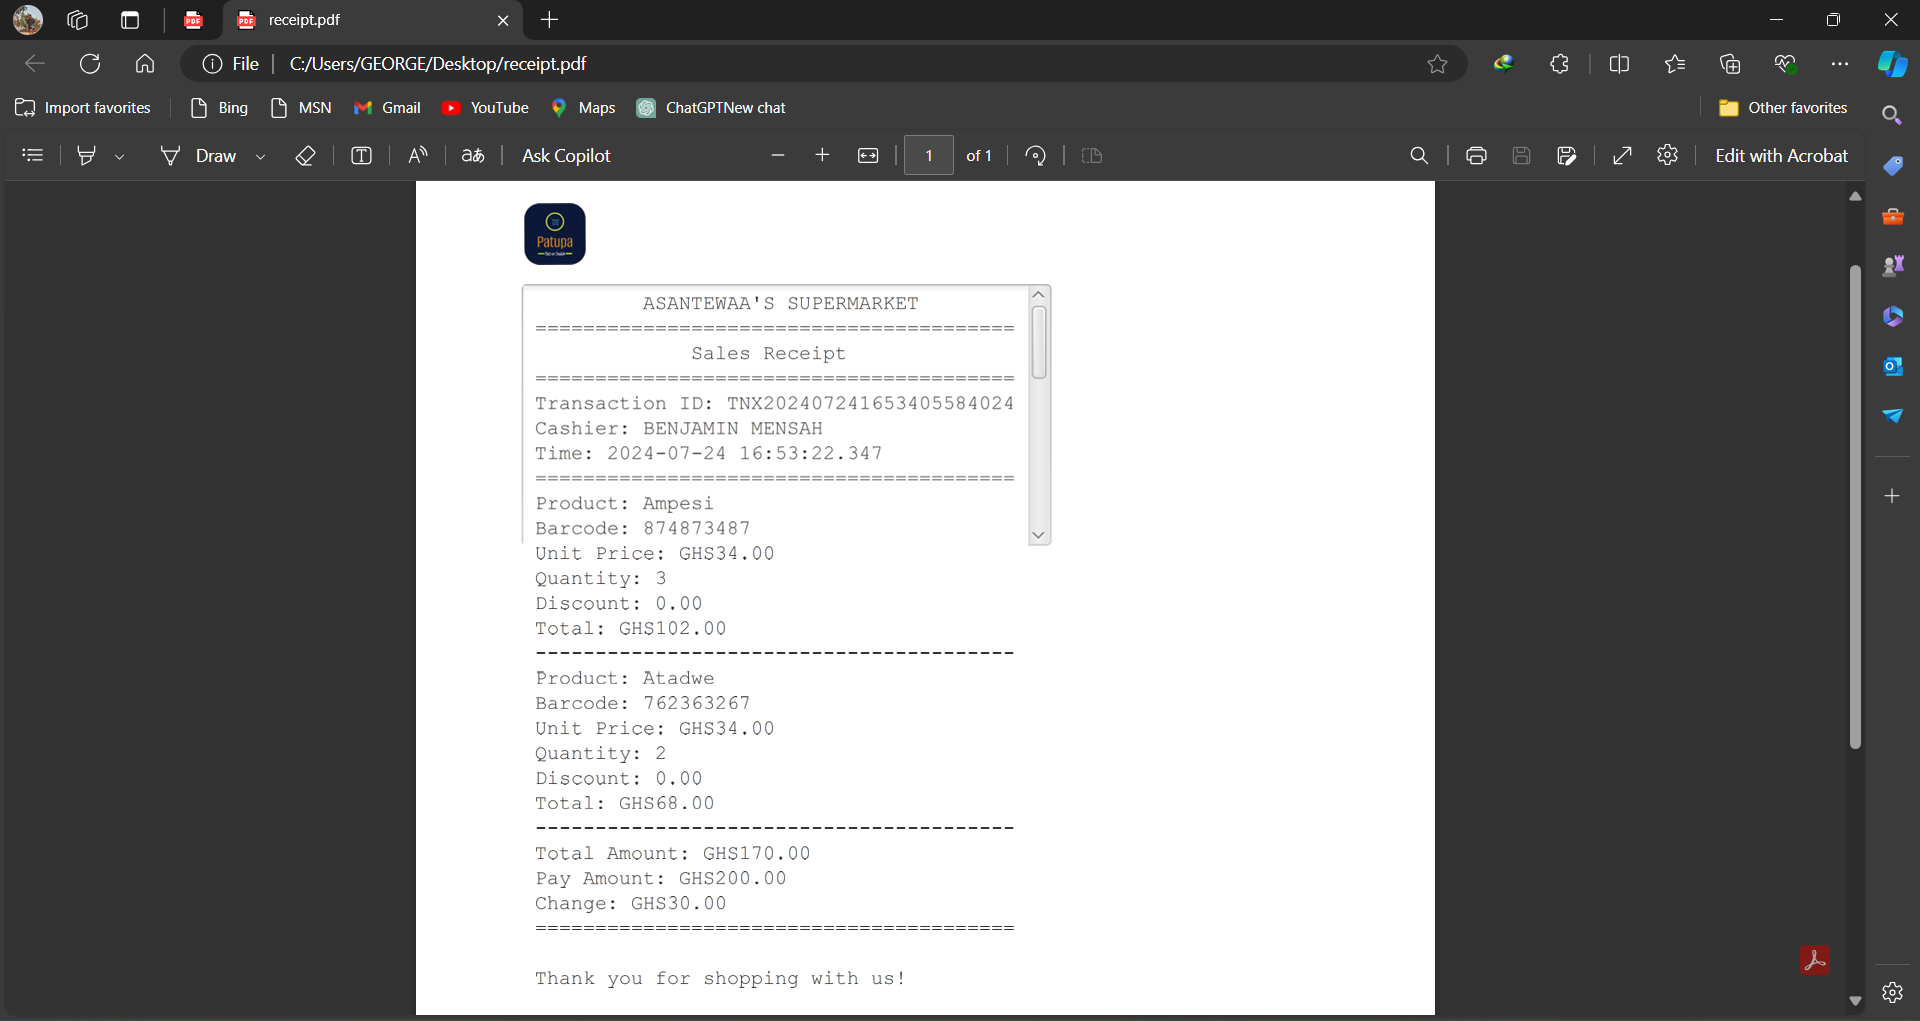 receipt.pdf
File
C:/Users/GEORGE/Desktop/receipt.pdf
Import favorites
Bing
MSN
Gmail
YouTube
Maps
ChatGPTNew chat
Other favorites
Draw
aあ
Ask Copilot
1 of 1
Edit with Acrobat
Patupa
ASANTEWAA'S SUPERMARKET
========================================
Sales Receipt
========================================
Transaction ID: TNX202407241653405584024
Cashier: BENJAMIN MENSAH
Time: 2024-07-24 16:53:22.347
========================================
Product: Ampesi
Barcode: 874873487
Unit Price: GHS34.00
Quantity: 3
Discount: 0.00
Total: GHS102.00
----------------------------------------
Product: Atadwe
Barcode: 762363267
Unit Price: GHS34.00
Quantity: 2
Discount: 0.00
Total: GHS68.00
----------------------------------------
Total Amount: GHS170.00
Pay Amount: GHS200.00
Change: GHS30.00
========================================
Thank you for shopping with us!